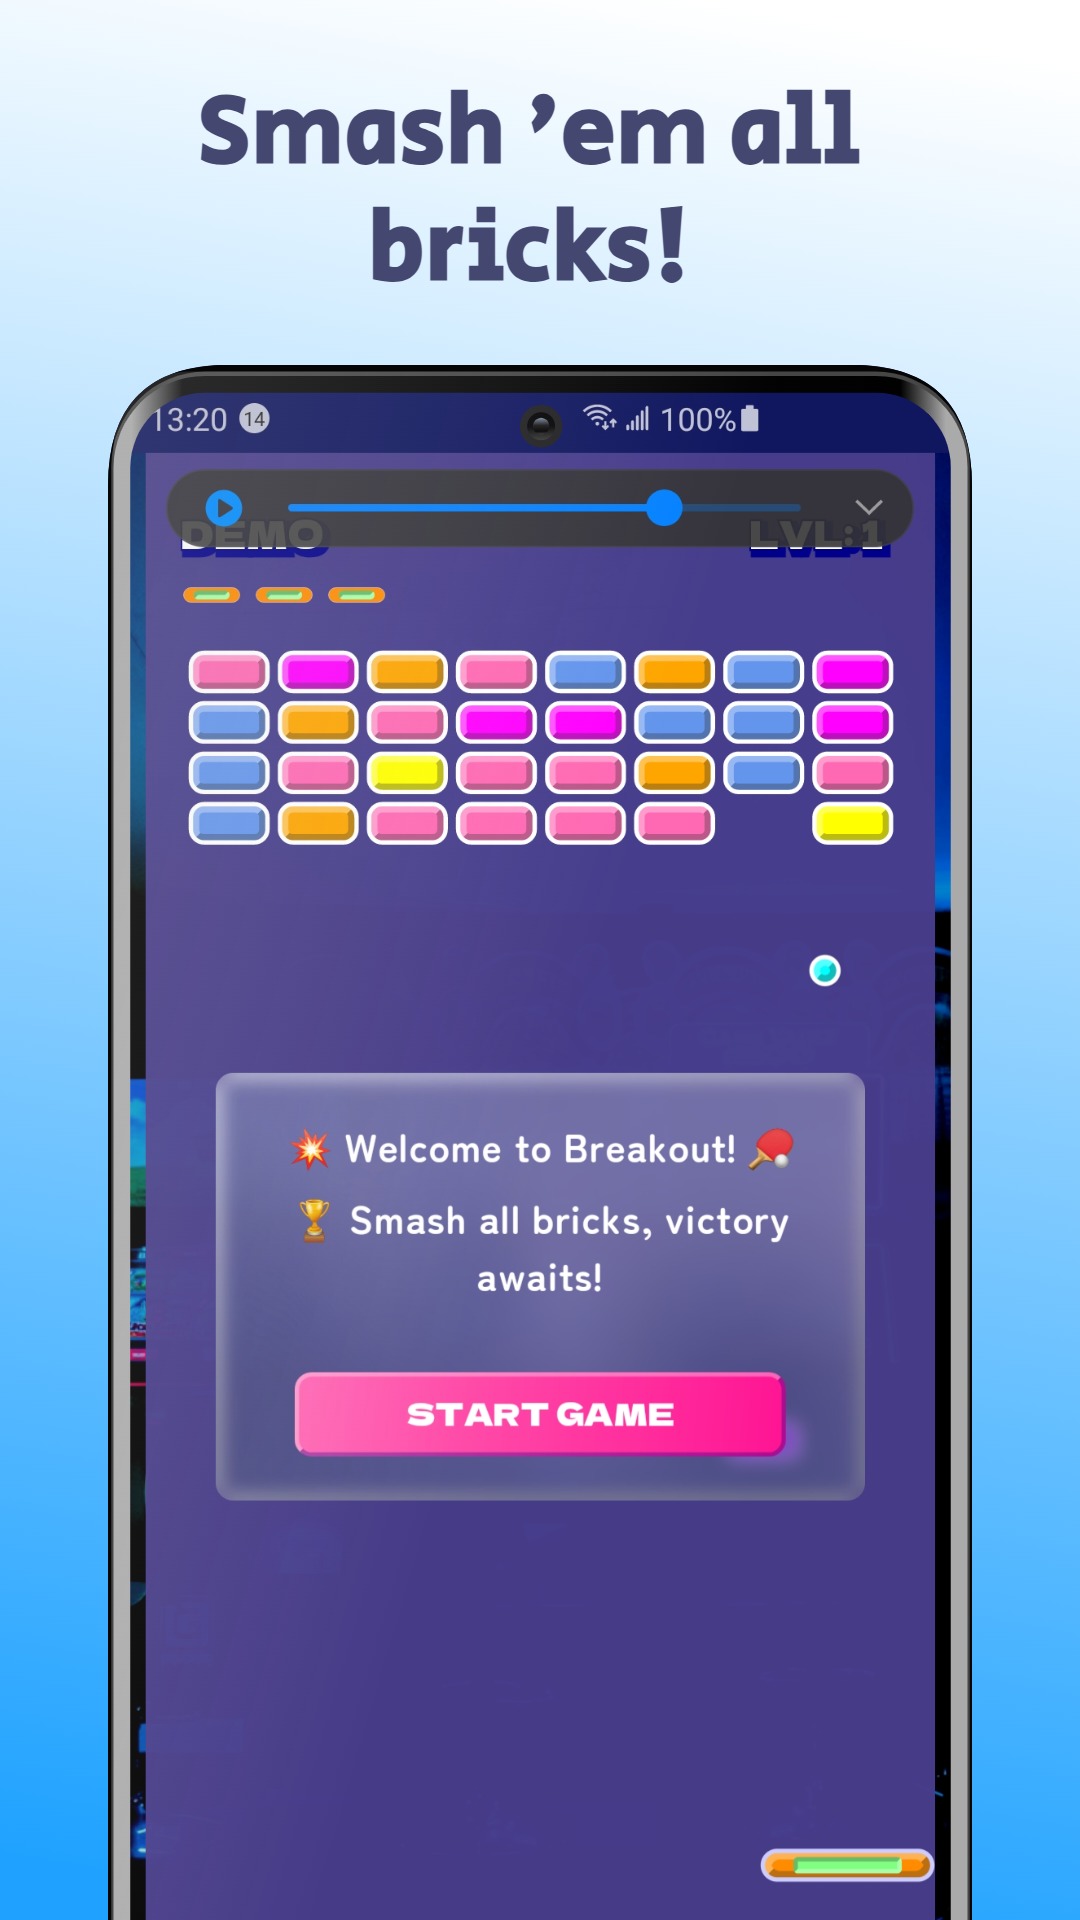 Smash ’em all
bricks!
13:20 14 100%
DEMO LVL:1
💥 Welcome to Breakout! 🏓
🏆 Smash all bricks, victory
awaits!
START GAME